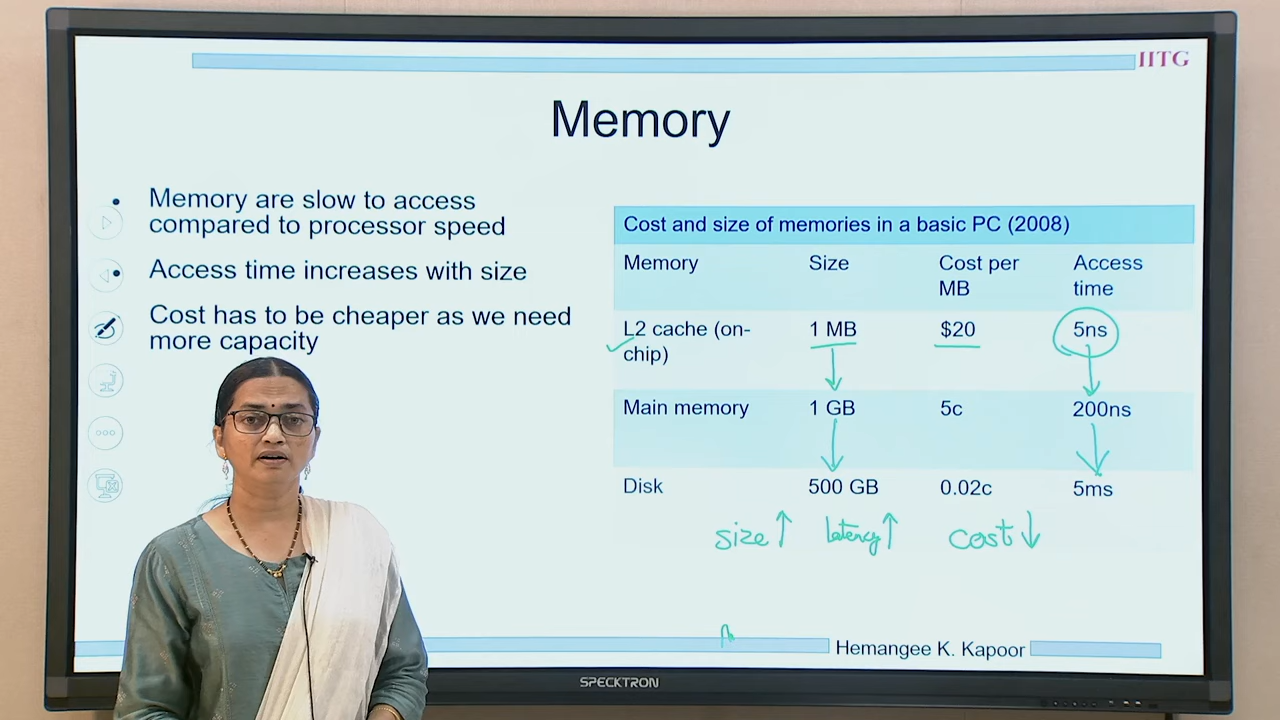 IITG
Memory
• Memory are slow to access
compared to processor speed
• Access time increases with size
• Cost has to be cheaper as we need
more capacity
Cost and size of memories in a basic PC (2008)
Memory Size Cost per MB Access time
L2 cache (on-chip) 1 MB $20 5ns
Main memory 1 GB 5c 200ns
Disk 500 GB 0.02c 5ms
size ↑ latency ↑ cost ↓
Hemangee K. Kapoor
SPECKTRON